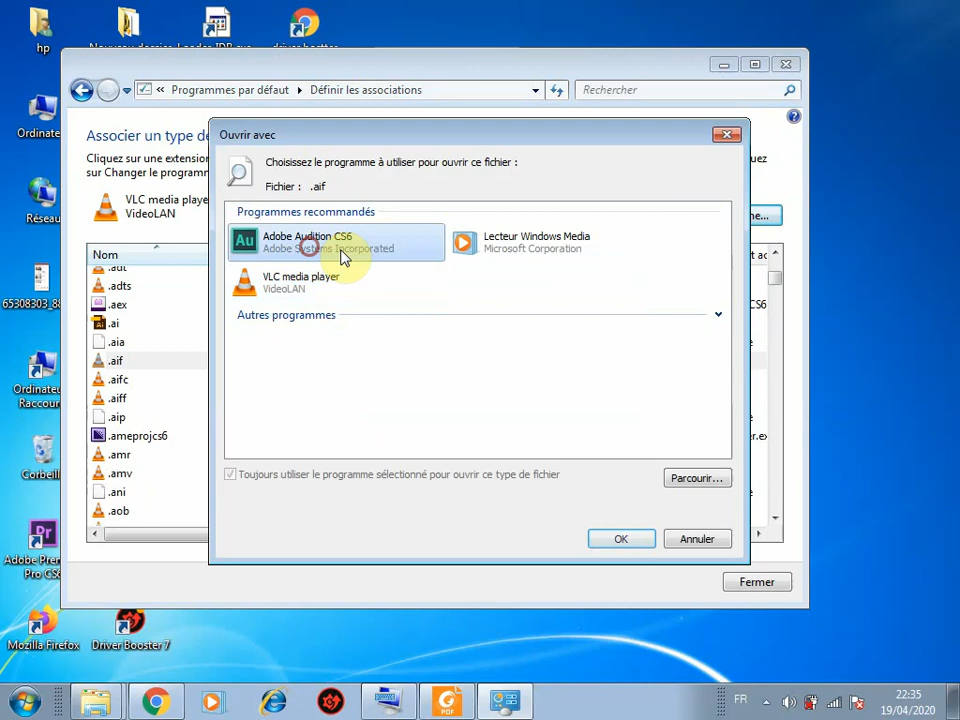 hp
Nouveau dossier
driver booster
Ordinate
Réseau
65308303_88
Ordinateu
Raccour
Corbeill
Adobe Prem
Pro CS6
Mozilla Firefox
Driver Booster 7
« Programmes par défaut
Définir les associations
Rechercher
Associer un type de
Cliquez sur une extension
sur Changer le programm
uez
VLC media playe
VideoLAN
e...
Nom
.adt
.adts
.aex
.ai
.aia
.aif
.aifc
.aiff
.aip
.ameprojcs6
.amr
.amv
.ani
.aob
Fermer
Ouvrir avec
Choisissez le programme à utiliser pour ouvrir ce fichier :
Fichier : .aif
Programmes recommandés
Au
Adobe Audition CS6
Adobe Systems Incorporated
Lecteur Windows Media
Microsoft Corporation
VLC media player
VideoLAN
Autres programmes
Toujours utiliser le programme sélectionné pour ouvrir ce type de fichier
Parcourir...
OK
Annuler
FR
22:35
19/04/2020